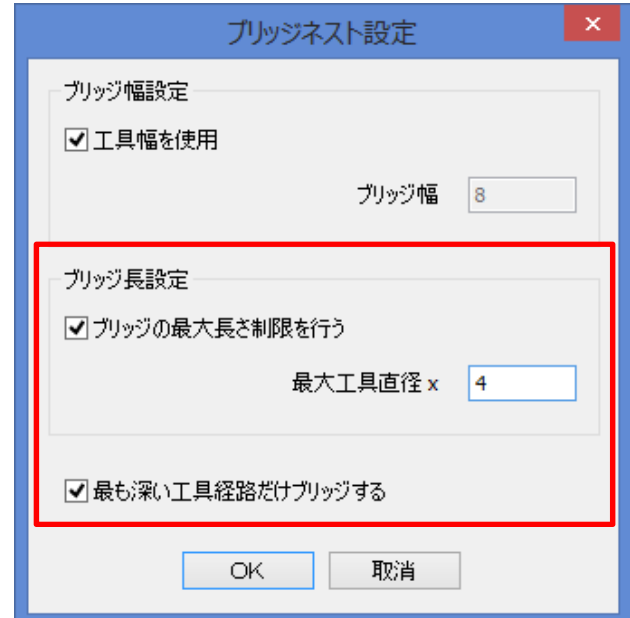 ブリッジネスト設定
ブリッジ幅設定
工具幅を使用
ブリッジ幅 8
ブリッジ長設定
ブリッジの最大長さ制限を行う
最大工具直径 x 4
最も深い工具経路だけブリッジする
OK 取消